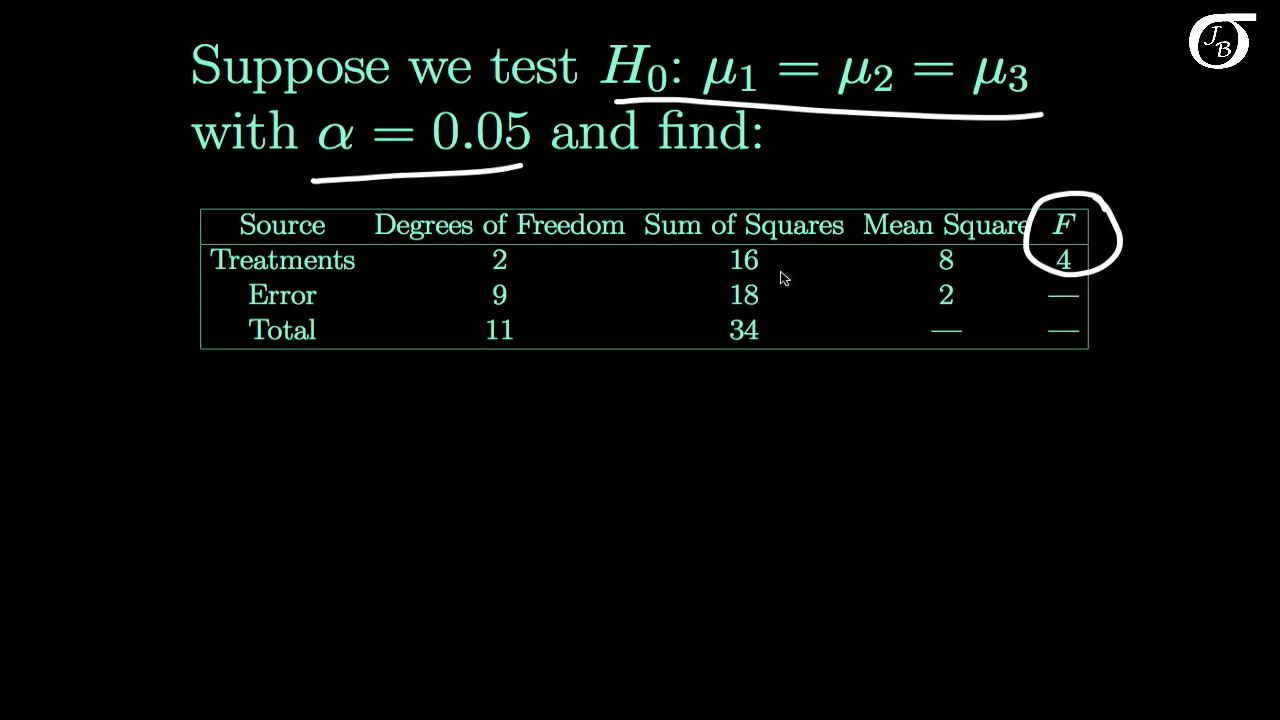 JB
Suppose we test H₀: μ₁ = μ₂ = μ₃
with α = 0.05 and find:
Source Degrees of Freedom Sum of Squares Mean Square F
Treatments 2 16 8 4
Error 9 18 2 —
Total 11 34 — —